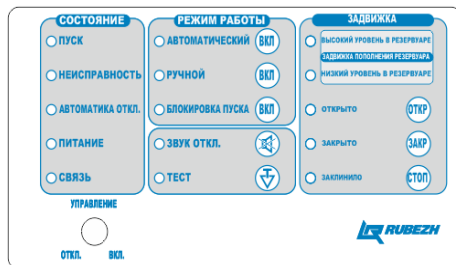 СОСТОЯНИЕ
ПУСК
НЕИСПРАВНОСТЬ
АВТОМАТИКА ОТКЛ.
ПИТАНИЕ
СВЯЗЬ
УПРАВЛЕНИЕ
ОТКЛ. ВКЛ.
РЕЖИМ РАБОТЫ
АВТОМАТИЧЕСКИЙ ВКЛ
РУЧНОЙ ВКЛ
БЛОКИРОВКА ПУСКА ВКЛ
ЗВУК ОТКЛ.
ТЕСТ
ЗАДВИЖКА
ВЫСОКИЙ УРОВЕНЬ В РЕЗЕРВУАРЕ
ЗАДВИЖКА ПОПОЛНЕНИЯ РЕЗЕРВУАРА
НИЗКИЙ УРОВЕНЬ В РЕЗЕРВУАРЕ
ОТКРЫТО ОТКР
ЗАКРЫТО ЗАКР
ЗАКЛИНИЛО СТОП
RUBEZH